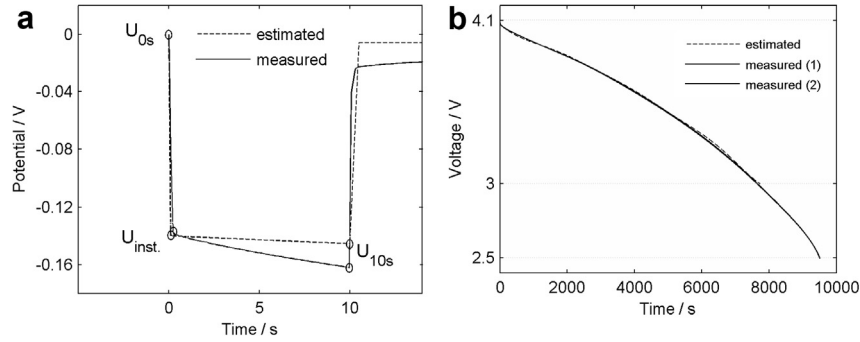 a
U0s
estimated
measured
Uinst.
U10s
0
-0.04
-0.08
-0.12
-0.16
Potential / V
0 5 10
Time / s
b
estimated
measured (1)
measured (2)
4.1
3
2.5
Voltage / V
0 2000 4000 6000 8000 10000
Time / s